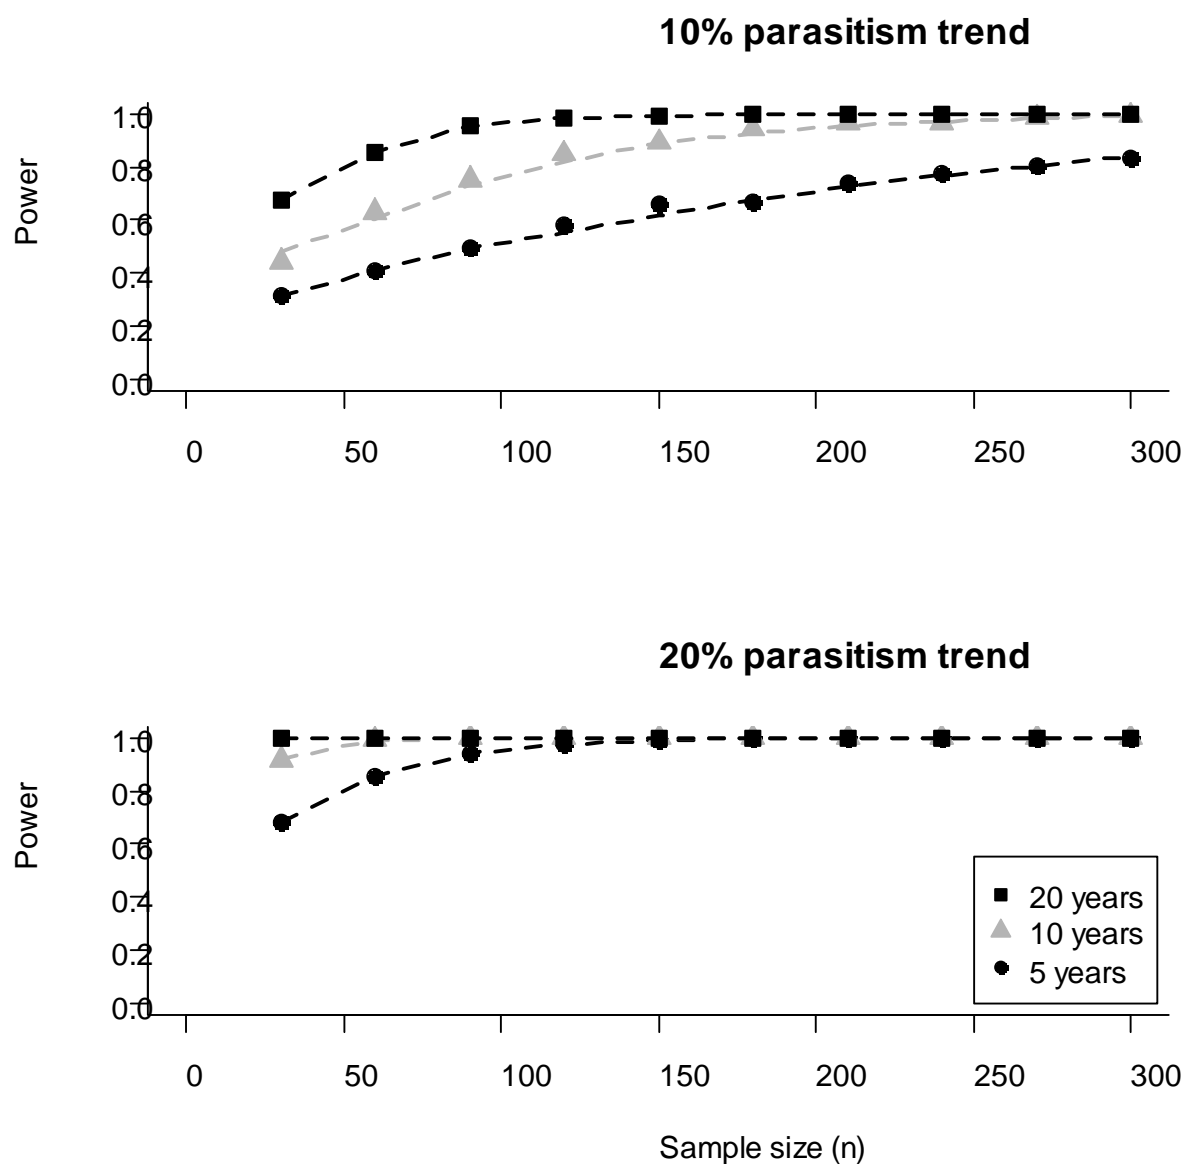 10% parasitism trend
Power
1.0
0.8
0.6
0.4
0.2
0.0
0 50 100 150 200 250 300
20% parasitism trend
Power
1.0
0.8
0.6
0.4
0.2
0.0
20 years
10 years
5 years
0 50 100 150 200 250 300
Sample size (n)